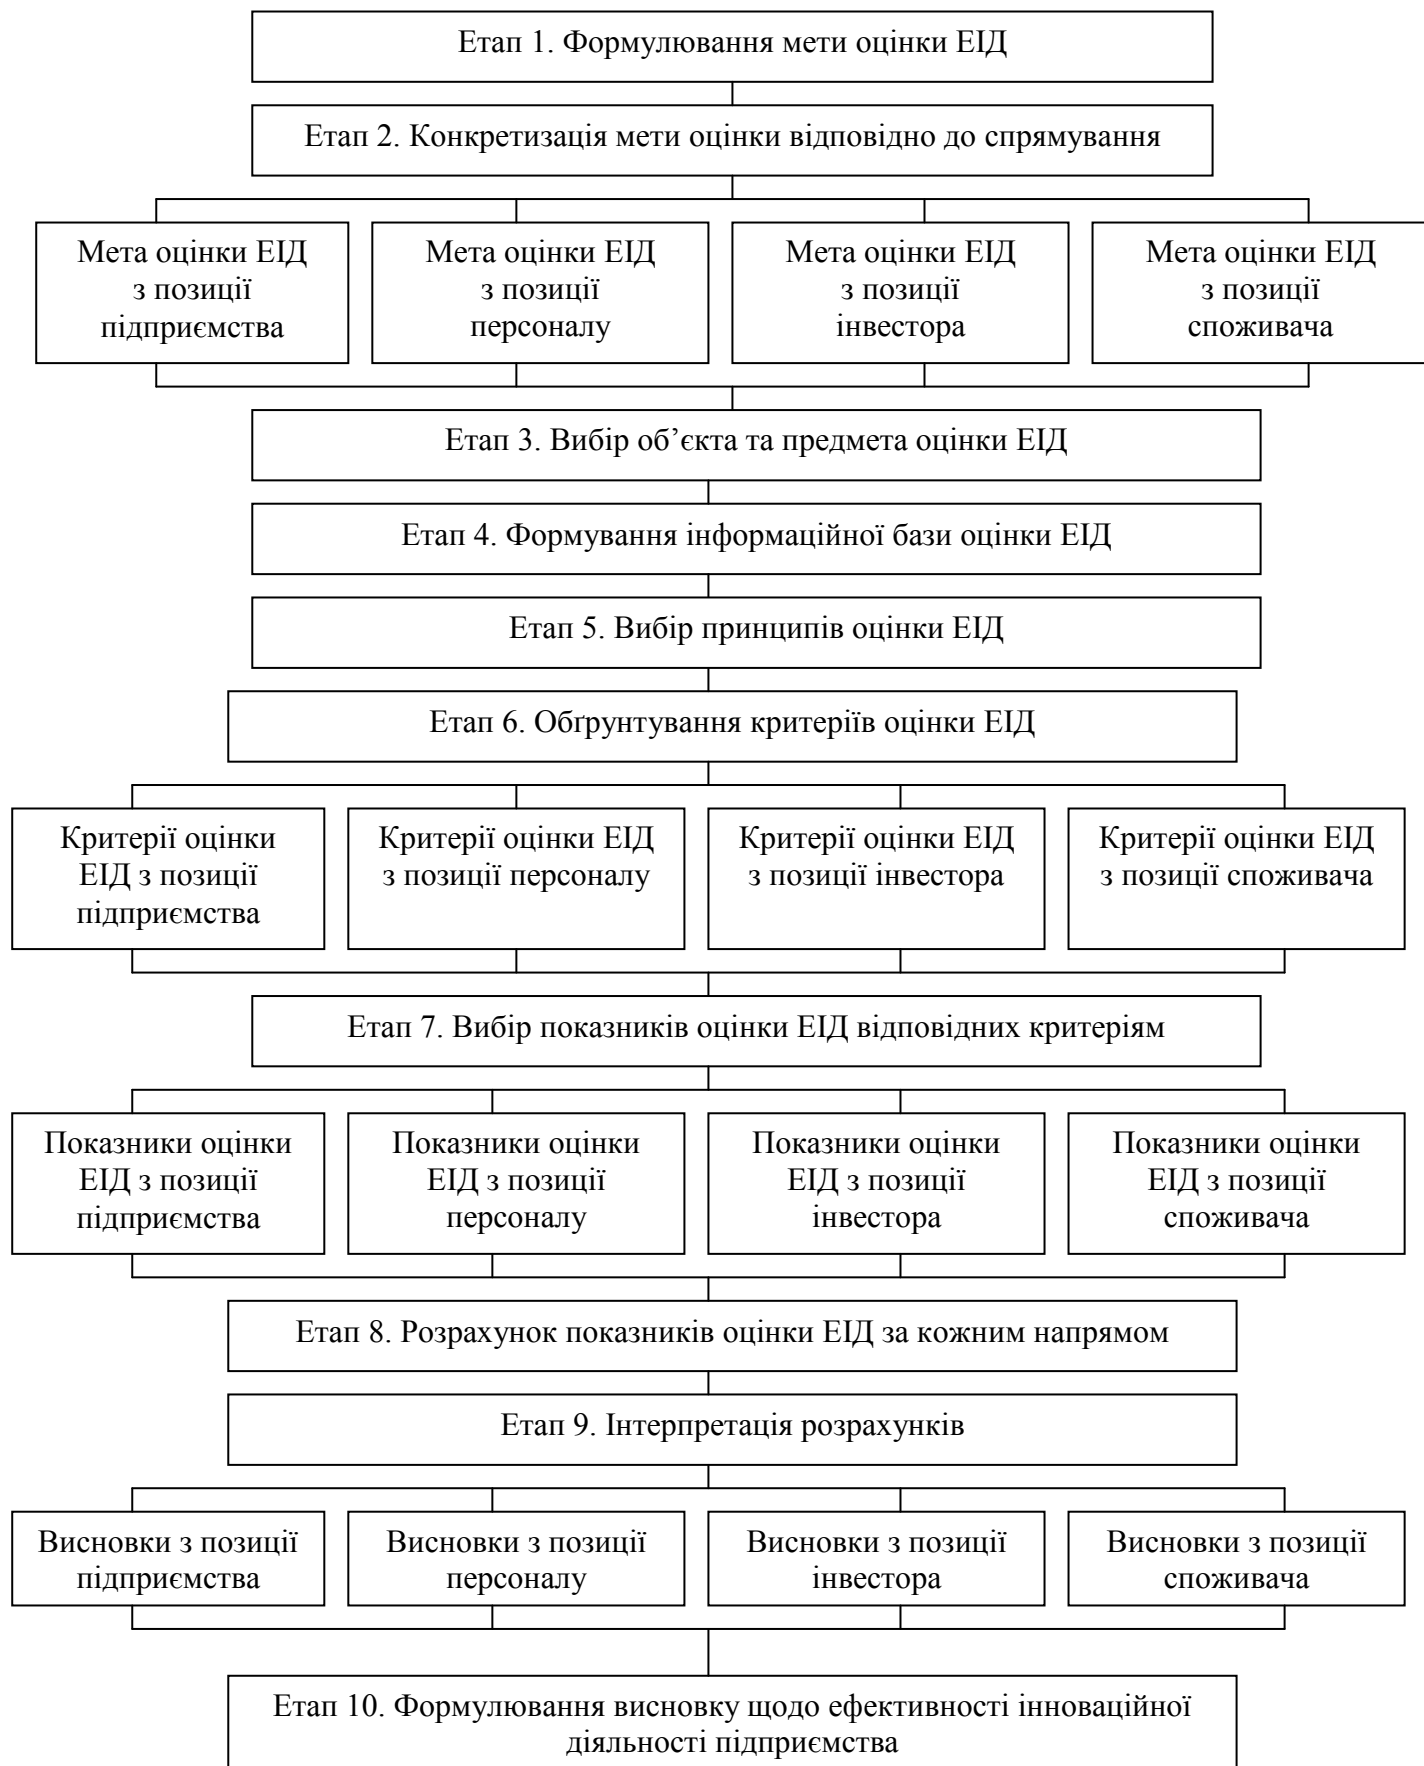 Етап 1. Формулювання мети оцінки ЕІД
Етап 2. Конкретизація мети оцінки відповідно до спрямування
Мета оцінки ЕІД
з позиції
підприємства
Мета оцінки ЕІД
з позиції
персоналу
Мета оцінки ЕІД
з позиції
інвестора
Мета оцінки ЕІД
з позиції
споживача
Етап 3. Вибір об’єкта та предмета оцінки ЕІД
Етап 4. Формування інформаційної бази оцінки ЕІД
Етап 5. Вибір принципів оцінки ЕІД
Етап 6. Обґрунтування критеріїв оцінки ЕІД
Критерії оцінки
ЕІД з позиції
підприємства
Критерії оцінки ЕІД
з позиції персоналу
Критерії оцінки ЕІД
з позиції інвестора
Критерії оцінки ЕІД
з позиції споживача
Етап 7. Вибір показників оцінки ЕІД відповідних критеріям
Показники оцінки
ЕІД з позиції
підприємства
Показники оцінки
ЕІД з позиції
персоналу
Показники оцінки
ЕІД з позиції
інвестора
Показники оцінки
ЕІД з позиції
споживача
Етап 8. Розрахунок показників оцінки ЕІД за кожним напрямом
Етап 9. Інтерпретація розрахунків
Висновки з позиції
підприємства
Висновки з позиції
персоналу
Висновки з позиції
інвестора
Висновки з позиції
споживача
Етап 10. Формулювання висновку щодо ефективності інноваційної
діяльності підприємства